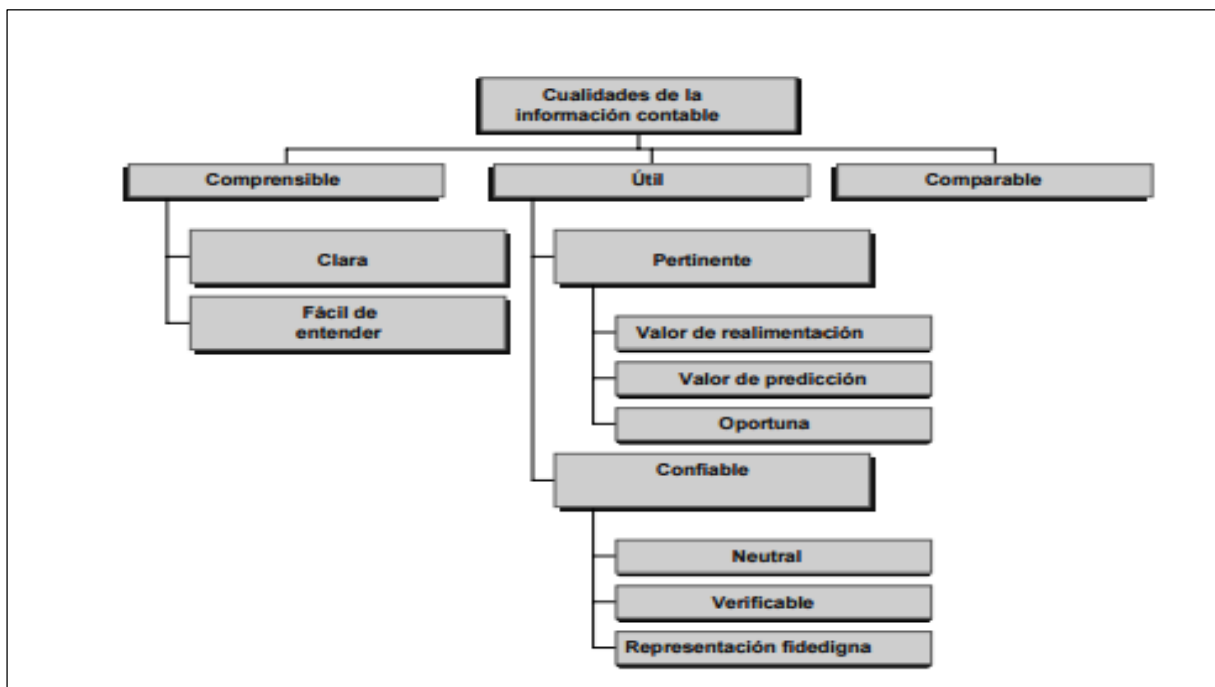 Cualidades de la
información contable
Comprensible
Útil
Comparable
Clara
Pertinente
Fácil de
entender
Valor de realimentación
Valor de predicción
Oportuna
Confiable
Neutral
Verificable
Representación fidedigna